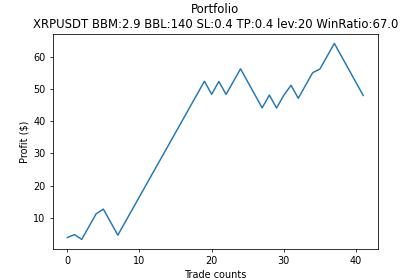 Portfolio
XRPUSDT BBM:2.9 BBL:140 SL:0.4 TP:0.4 lev:20 WinRatio:67.0
60
50
40
30
20
10
Profit ($)
0 10 20 30 40
Trade counts